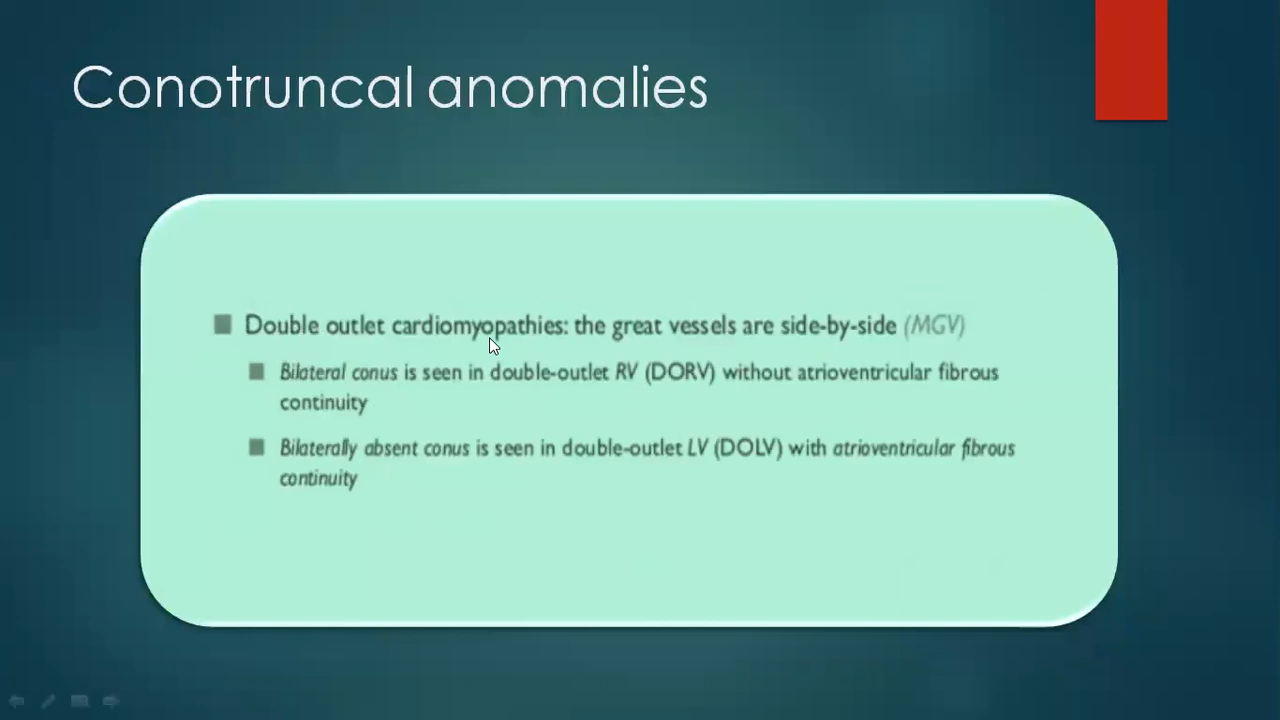 Conotruncal anomalies
Double outlet cardiomyopathies: the great vessels are side-by-side (MGV)
Bilateral conus is seen in double-outlet RV (DORV) without atrioventricular fibrous
continuity
Bilaterally absent conus is seen in double-outlet LV (DOLV) with atrioventricular fibrous
continuity